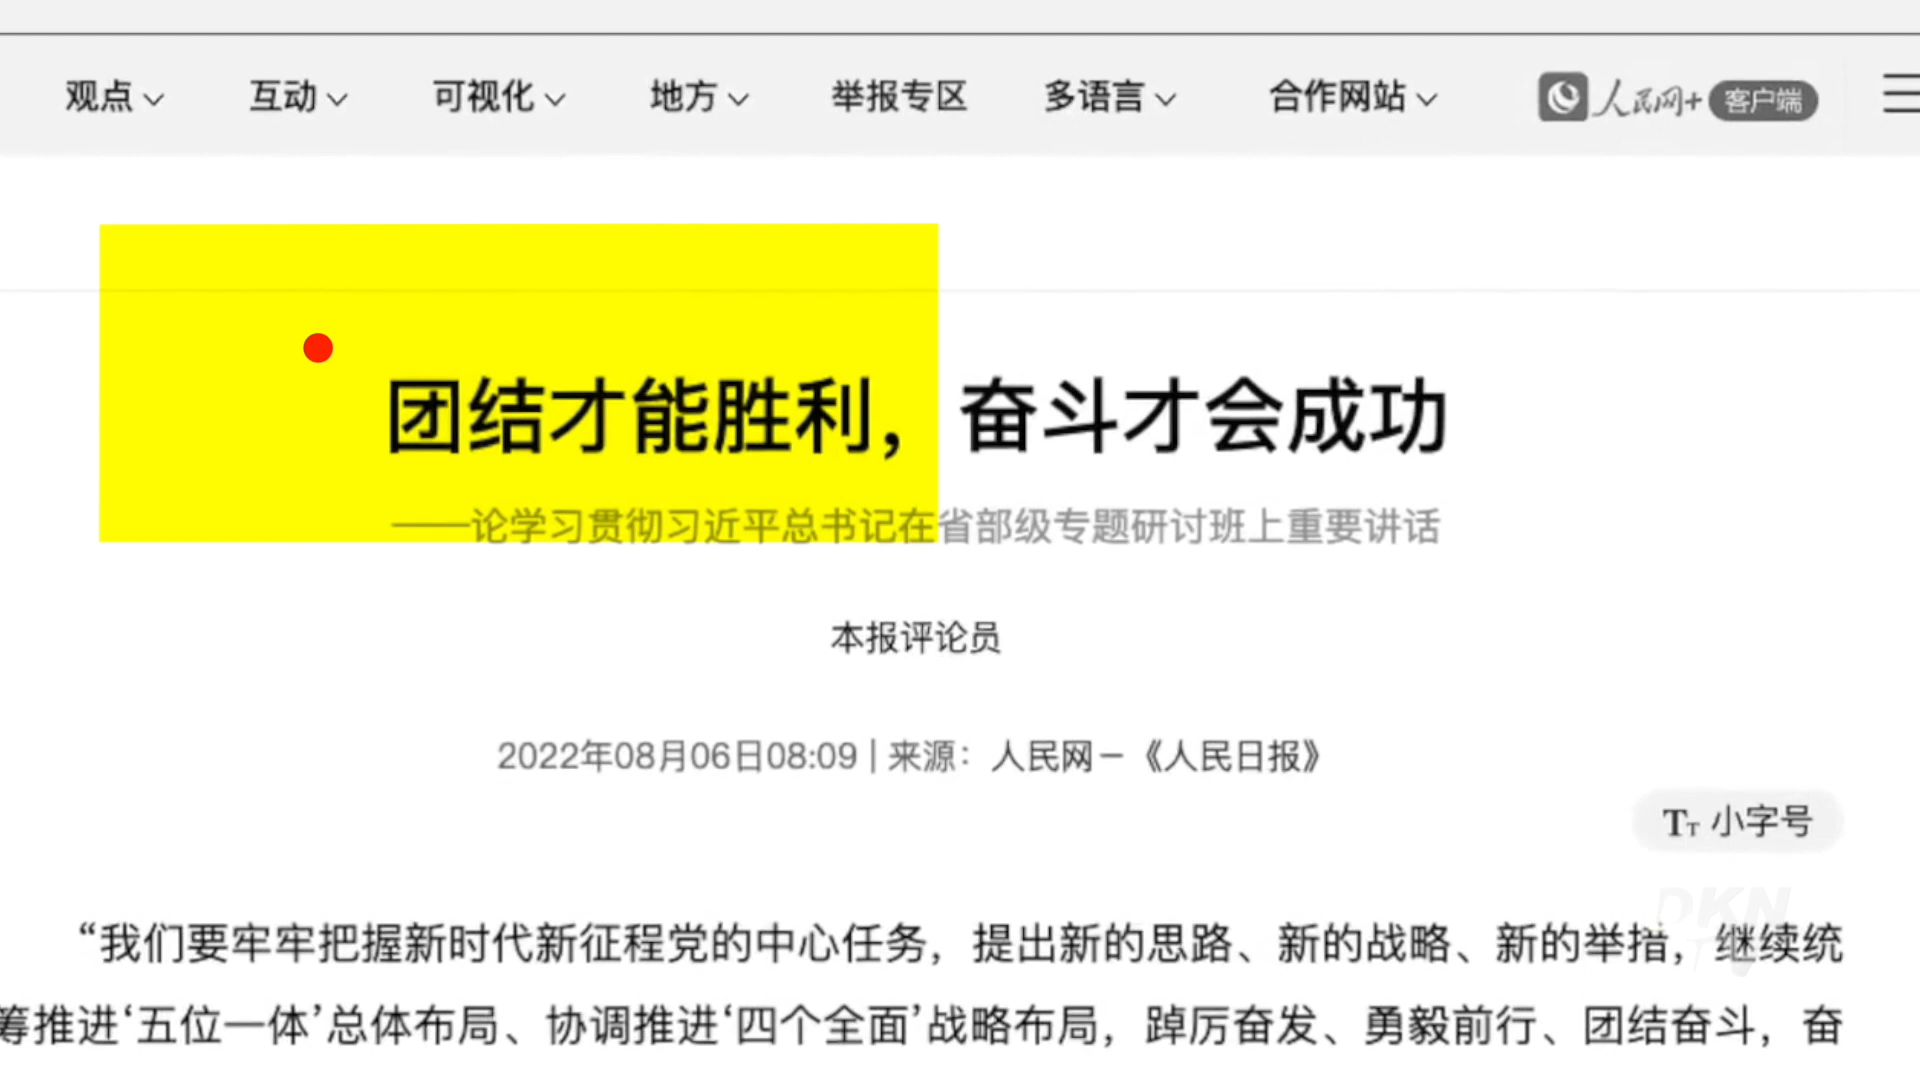 观点 互动 可视化 地方 举报专区 多语言 合作网站 人民网+ 客户端
团结才能胜利，奋斗才会成功
——论学习贯彻习近平总书记在省部级专题研讨班上重要讲话
本报评论员
2022年08月06日08:09 | 来源：人民网－《人民日报》
TT 小字号
“我们要牢牢把握新时代新征程党的中心任务，提出新的思路、新的战略、新的举措，继续统
筹推进‘五位一体’总体布局、协调推进‘四个全面’战略布局，踔厉奋发、勇毅前行、团结奋斗，奋